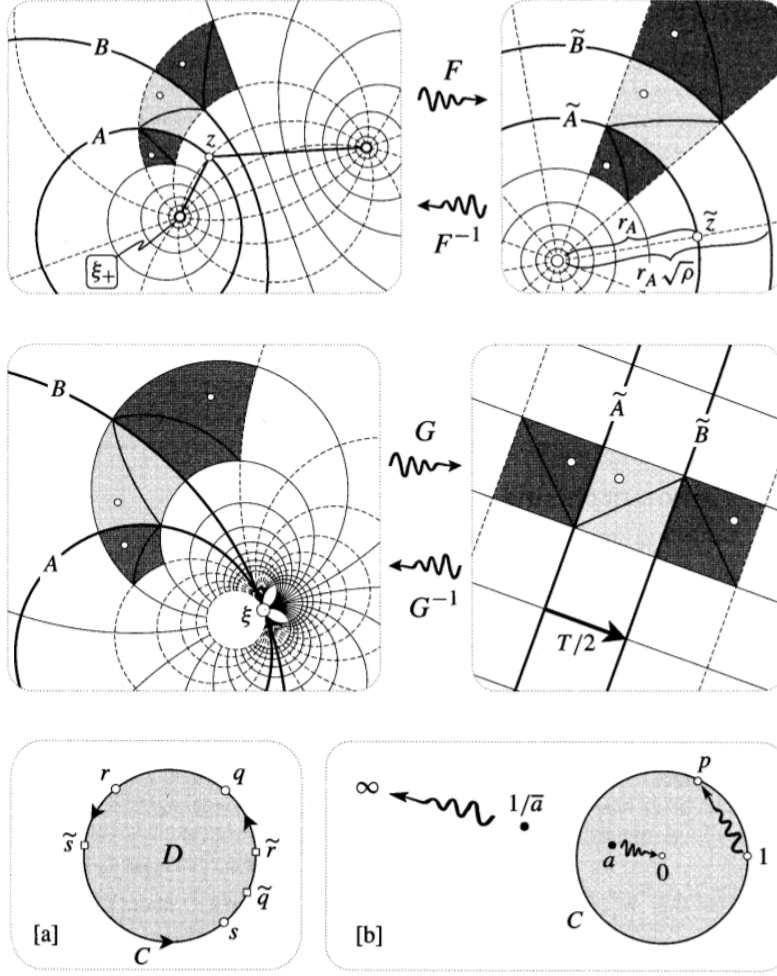 B
A
z
ξ₊
F
F⁻¹
B̃
Ã
z̃
r_A
r_A √ρ
B
A
ξ
G
G⁻¹
Ã
B̃
T/2
r
q
s̃
D
r̃
q̃
s
C
[a]
∞
1/a̅
p
a
0
1
C
[b]